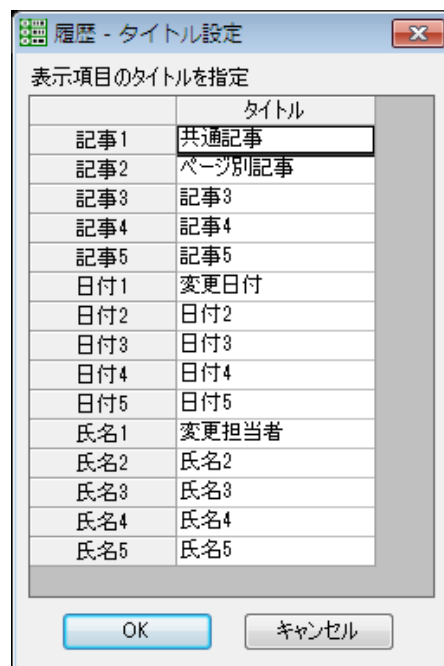 履歴 - タイトル設定
表示項目のタイトルを指定
タイトル
記事1 共通記事
記事2 ページ別記事
記事3 記事3
記事4 記事4
記事5 記事5
日付1 変更日付
日付2 日付2
日付3 日付3
日付4 日付4
日付5 日付5
氏名1 変更担当者
氏名2 氏名2
氏名3 氏名3
氏名4 氏名4
氏名5 氏名5
OK キャンセル